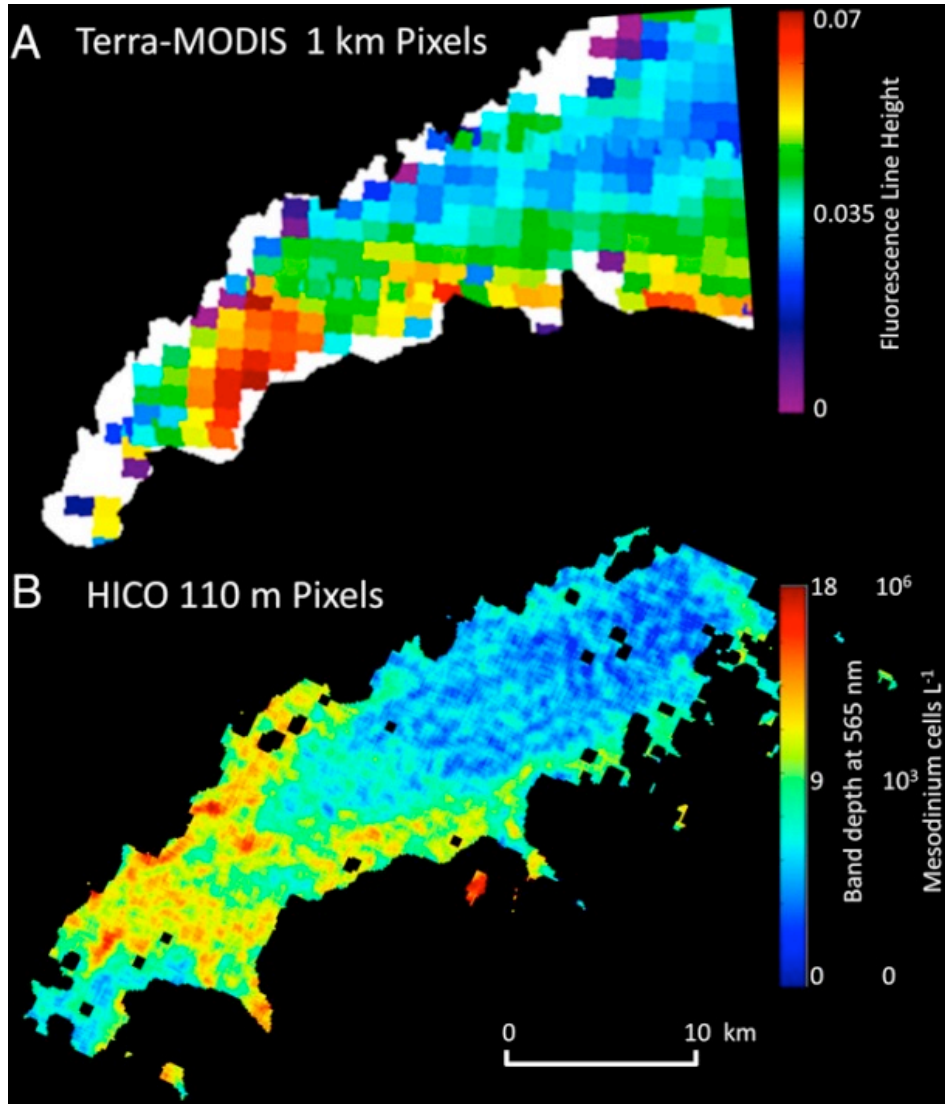 A Terra-MODIS 1 km Pixels
0.07
0.035
0
Fluorescence Line Height
B HICO 110 m Pixels
18
9
0
Band depth at 565 nm
10⁶
10³
0
Mesodinium cells L⁻¹
0 10 km